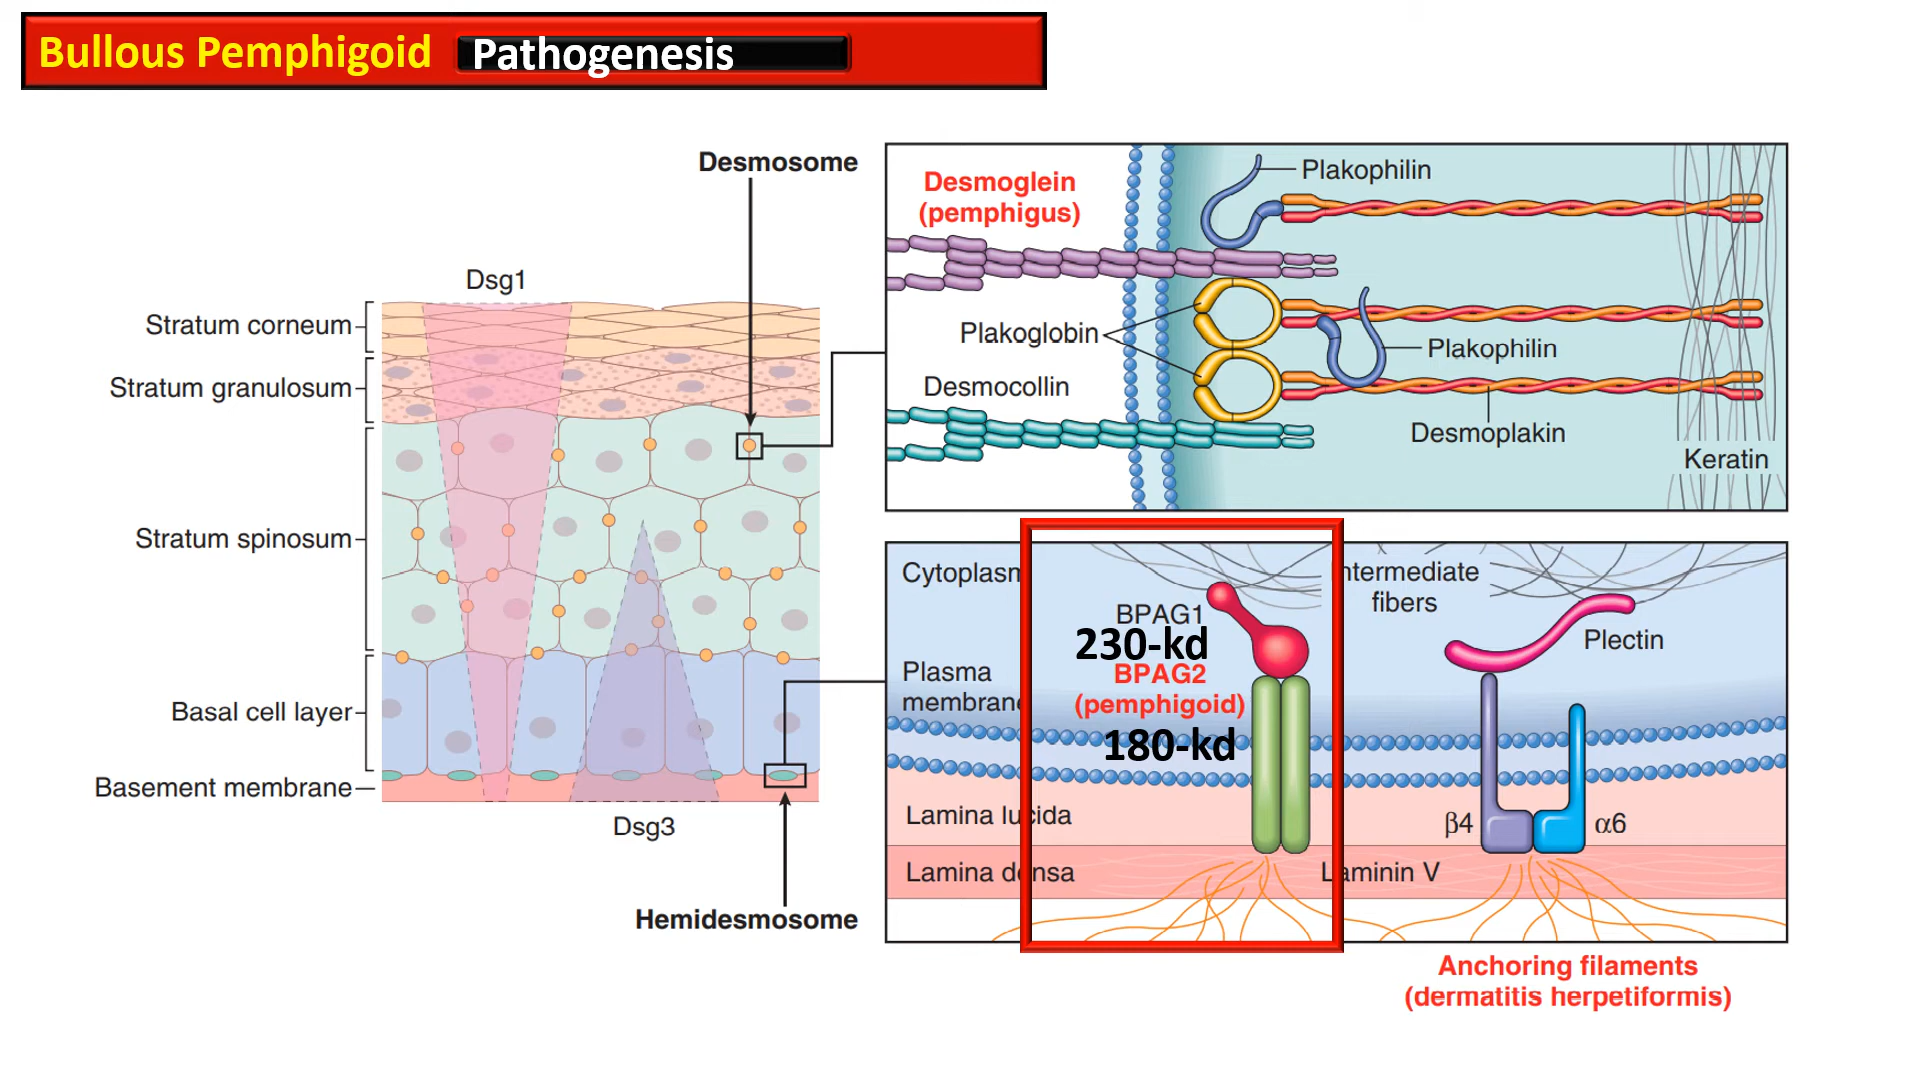 Bullous Pemphigoid Pathogenesis
Desmosome
Dsg1
Stratum corneum
Stratum granulosum
Stratum spinosum
Basal cell layer
Basement membrane
Dsg3
Hemidesmosome
Desmoglein
(pemphigus)
Plakophilin
Plakoglobin
Plakophilin
Desmocollin
Desmoplakin
Keratin
Cytoplasm
BPAG1
230-kd
BPAG2
(pemphigoid)
180-kd
ntermediate
fibers
Plectin
Plasma
membrane
Lamina lucida
β4
α6
Lamina densa
Laminin V
Anchoring filaments
(dermatitis herpetiformis)